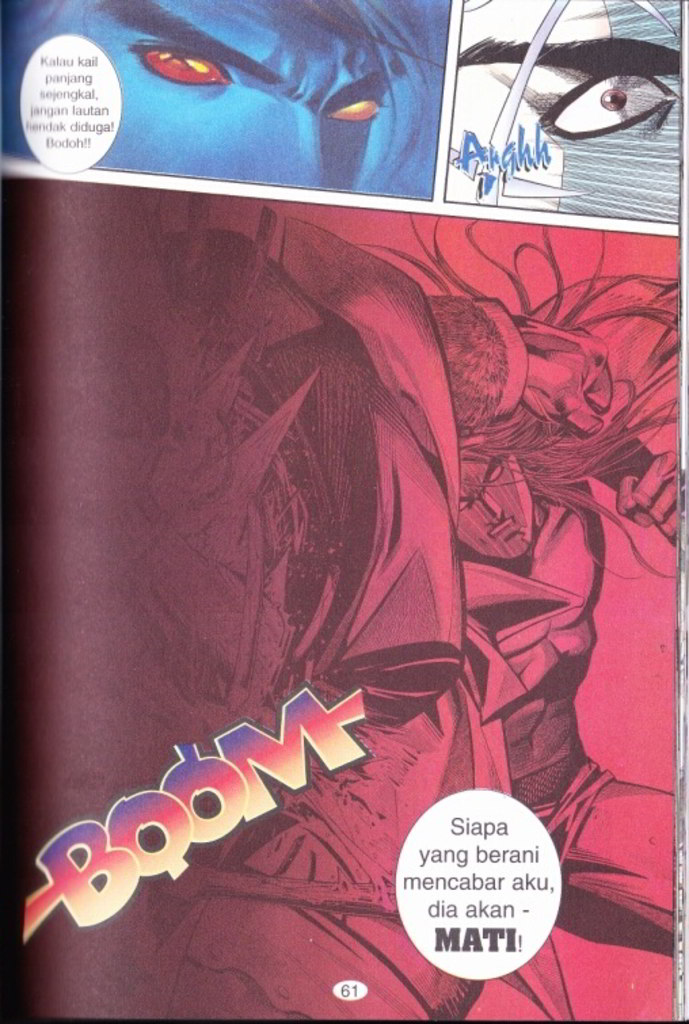 Kalau kail
panjang
sejengkal,
jangan lautan
hendak diduga!
Bodoh!!
Arghh
BOOM
Siapa
yang berani
mencabar aku,
dia akan -
MATI!
61